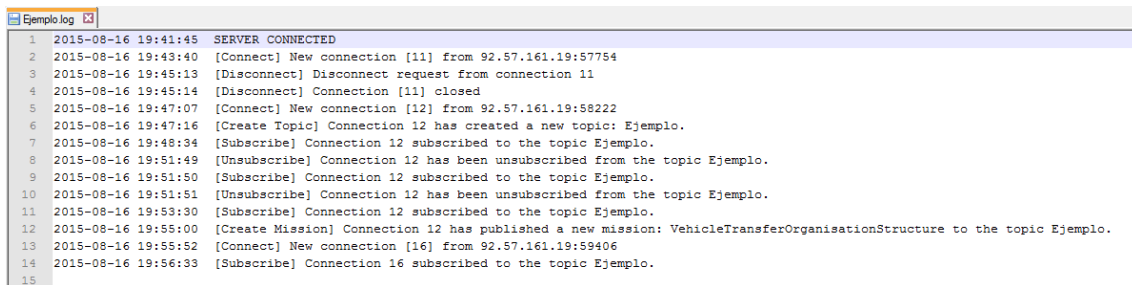 Ejemplo.log
1 2015-08-16 19:41:45 SERVER CONNECTED
2 2015-08-16 19:43:40 [Connect] New connection [11] from 92.57.161.19:57754
3 2015-08-16 19:45:13 [Disconnect] Disconnect request from connection 11
4 2015-08-16 19:45:14 [Disconnect] Connection [11] closed
5 2015-08-16 19:47:07 [Connect] New connection [12] from 92.57.161.19:58222
6 2015-08-16 19:47:16 [Create Topic] Connection 12 has created a new topic: Ejemplo.
7 2015-08-16 19:48:34 [Subscribe] Connection 12 subscribed to the topic Ejemplo.
8 2015-08-16 19:51:49 [Unsubscribe] Connection 12 has been unsubscribed from the topic Ejemplo.
9 2015-08-16 19:51:50 [Subscribe] Connection 12 subscribed to the topic Ejemplo.
10 2015-08-16 19:51:51 [Unsubscribe] Connection 12 has been unsubscribed from the topic Ejemplo.
11 2015-08-16 19:53:30 [Subscribe] Connection 12 subscribed to the topic Ejemplo.
12 2015-08-16 19:55:00 [Create Mission] Connection 12 has published a new mission: VehicleTransferOrganisationStructure to the topic Ejemplo.
13 2015-08-16 19:55:52 [Connect] New connection [16] from 92.57.161.19:59406
14 2015-08-16 19:56:33 [Subscribe] Connection 16 subscribed to the topic Ejemplo.
15